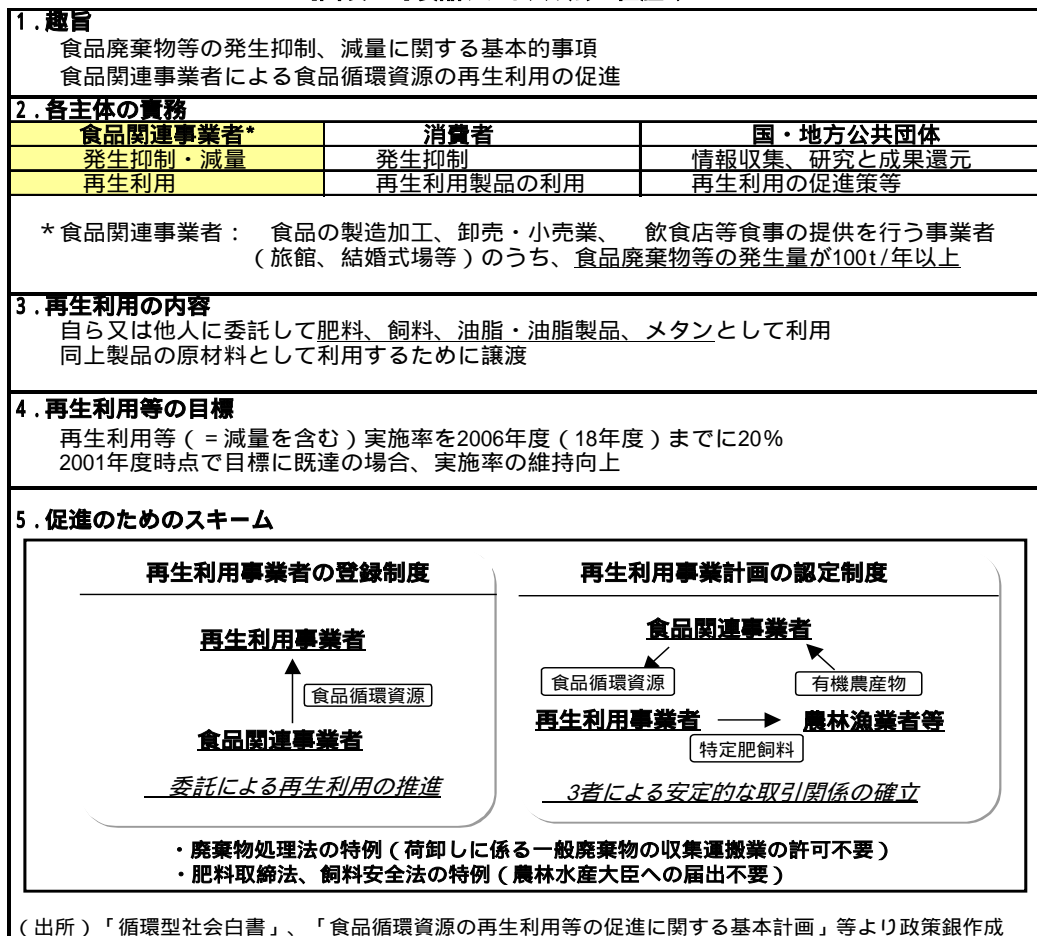 1.趣旨
食品廃棄物等の発生抑制、減量に関する基本的事項
食品関連事業者による食品循環資源の再生利用の促進
2.各主体の責務
食品関連事業者* 消費者 国・地方公共団体
発生抑制・減量 発生抑制 情報収集、研究と成果還元
再生利用 再生利用製品の利用 再生利用の促進策等
*食品関連事業者: 食品の製造加工、卸売・小売業、 飲食店等食事の提供を行う事業者
(旅館、結婚式場等)のうち、食品廃棄物等の発生量が100t/年以上
3.再生利用の内容
自ら又は他人に委託して肥料、飼料、油脂・油脂製品、メタンとして利用
同上製品の原材料として利用するために譲渡
4.再生利用等の目標
再生利用等(=減量を含む)実施率を2006年度(18年度)までに20%
2001年度時点で目標に既達の場合、実施率の維持向上
5.促進のためのスキーム
再生利用事業者の登録制度
再生利用事業者
食品循環資源
食品関連事業者
委託による再生利用の推進
再生利用事業計画の認定制度
食品関連事業者
食品循環資源 有機農産物
再生利用事業者 農林漁業者等
特定肥飼料
3者による安定的な取引関係の確立
・廃棄物処理法の特例(荷卸しに係る一般廃棄物の収集運搬業の許可不要)
・肥料取締法、飼料安全法の特例(農林水産大臣への届出不要)
(出所)「循環型社会白書」、「食品循環資源の再生利用等の促進に関する基本計画」等より政策銀作成